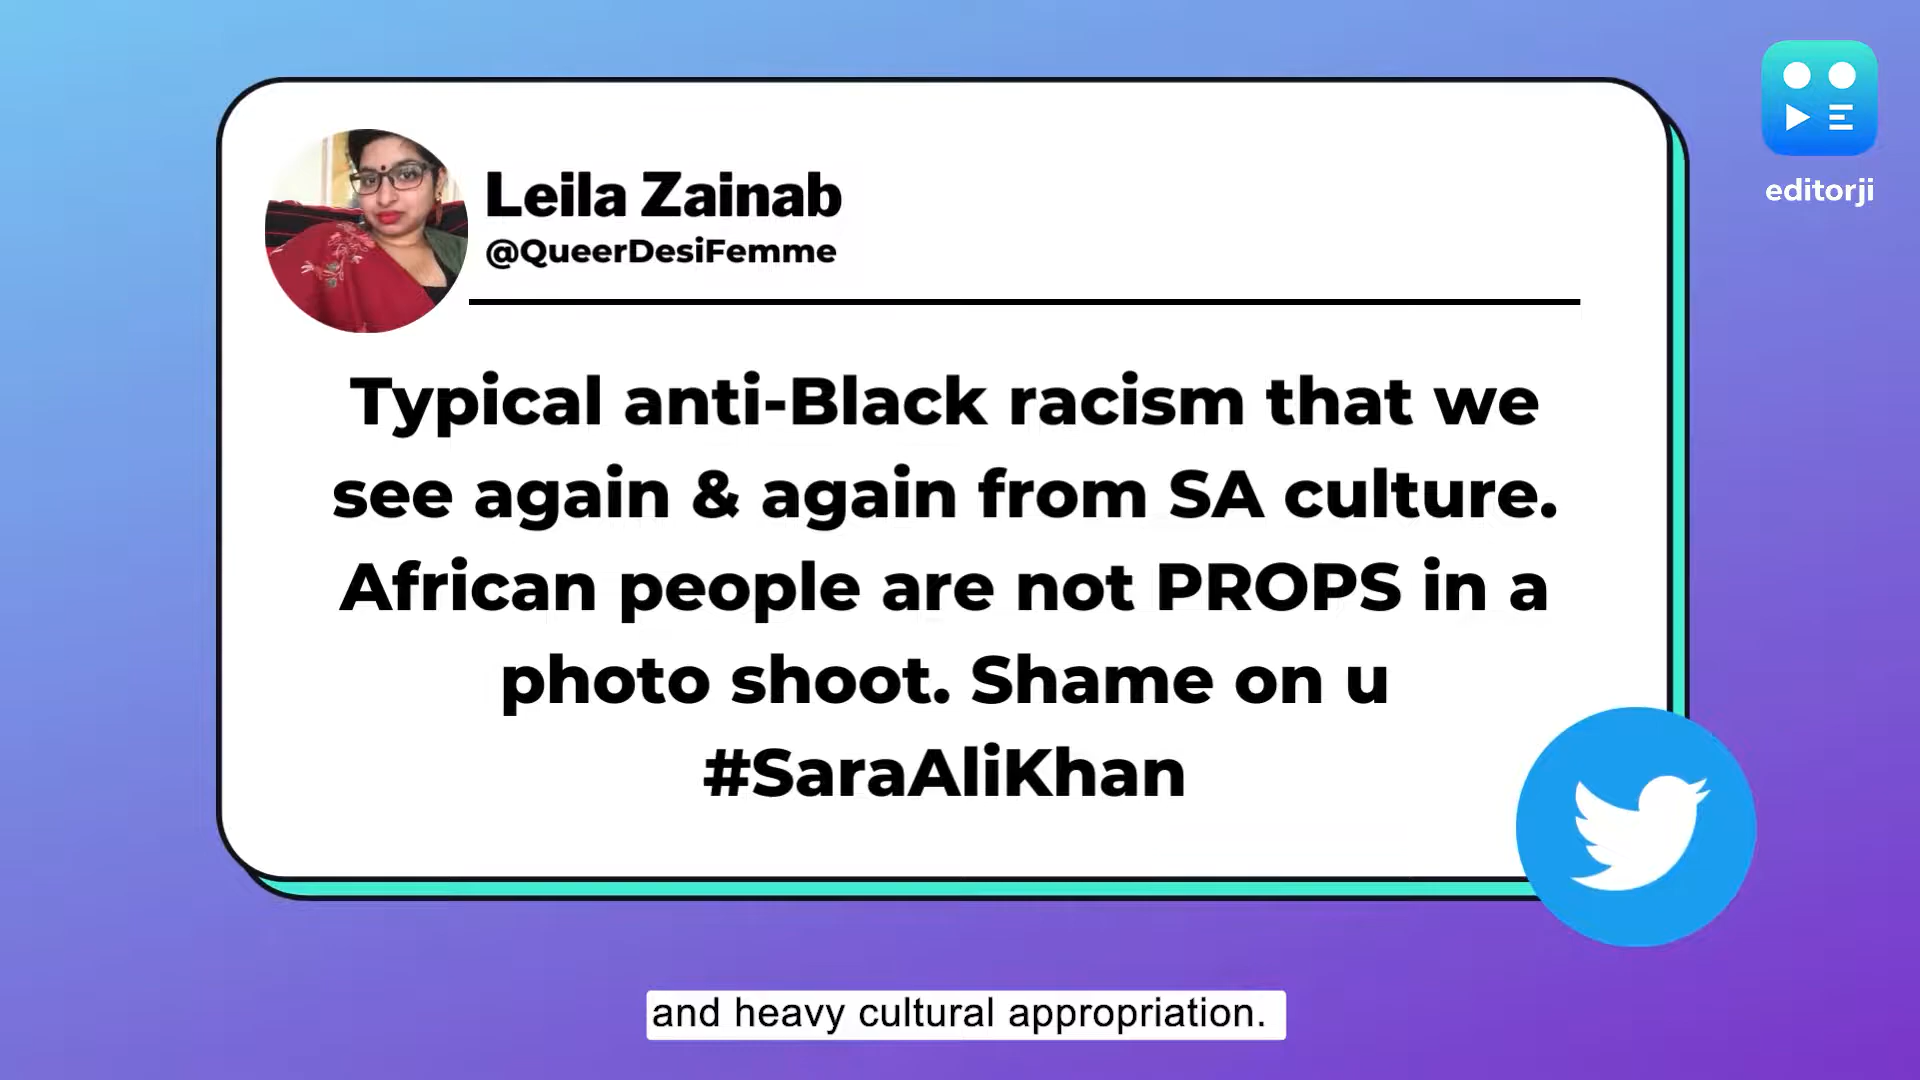 editorji
Leila Zainab
@QueerDesiFemme
Typical anti-Black racism that we
see again & again from SA culture.
African people are not PROPS in a
photo shoot. Shame on u
#SaraAliKhan
and heavy cultural appropriation.